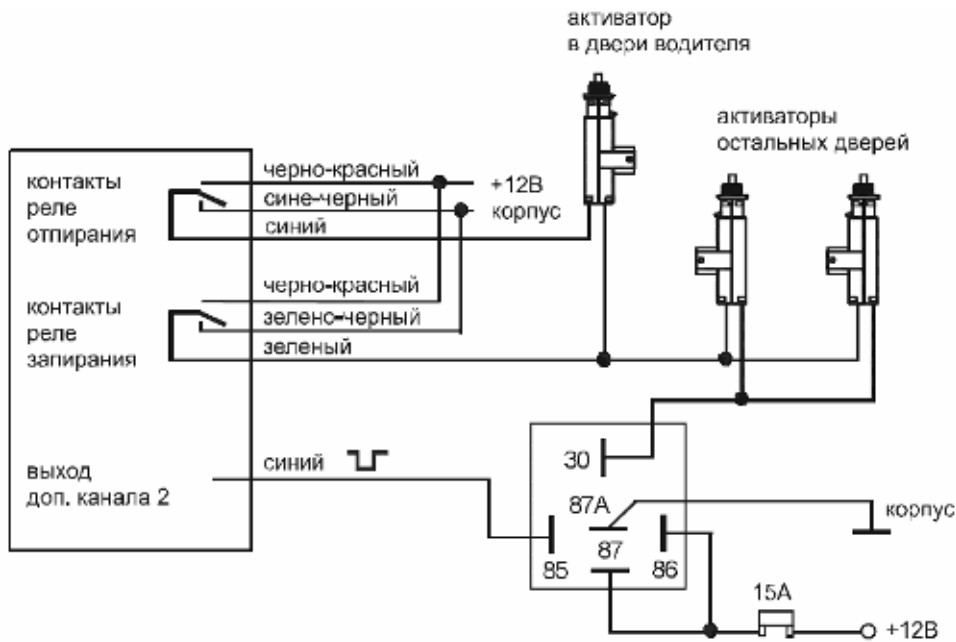 активатор
в двери водителя
активаторы
остальных дверей
контакты
реле
отпирания
черно-красный
+12В
сине-черный
корпус
синий
контакты
реле
запирания
черно-красный
зелено-черный
зеленый
выход
доп. канала 2
синий
30
87А
87
85
86
корпус
15А
+12В